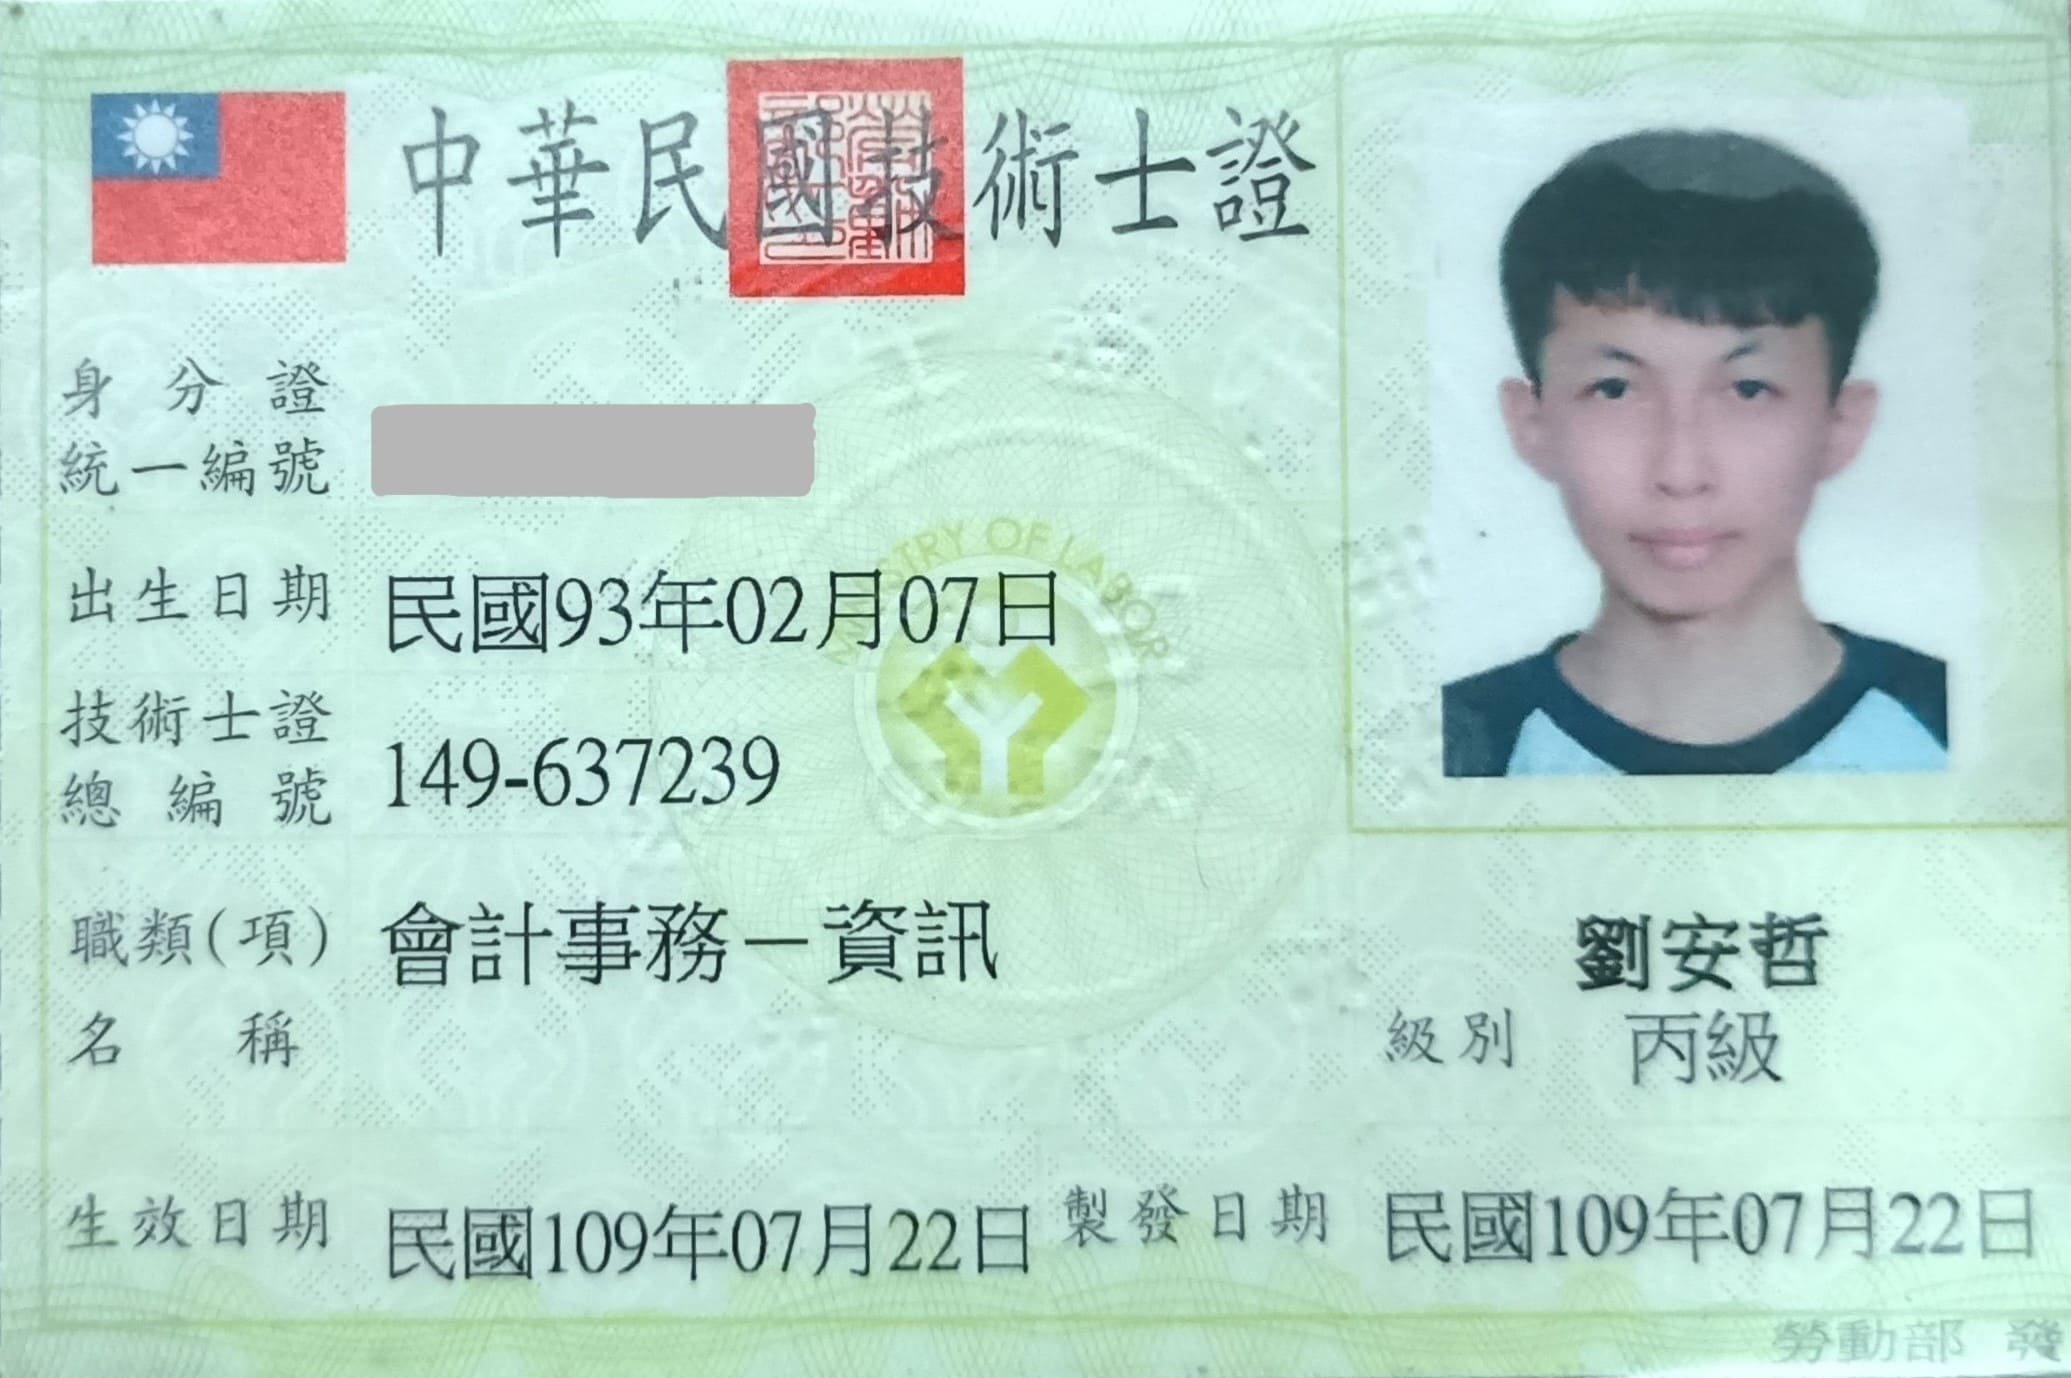 中華民國技術士證
身分證
統一編號
出生日期 民國93年02月07日
MINISTRY OF LABOR
技術士證
總編號 149-637239
職類(項)
名稱 會計事務－資訊
劉安哲
級別 丙級
生效日期 民國109年07月22日 製發日期 民國109年07月22日
勞動部 發